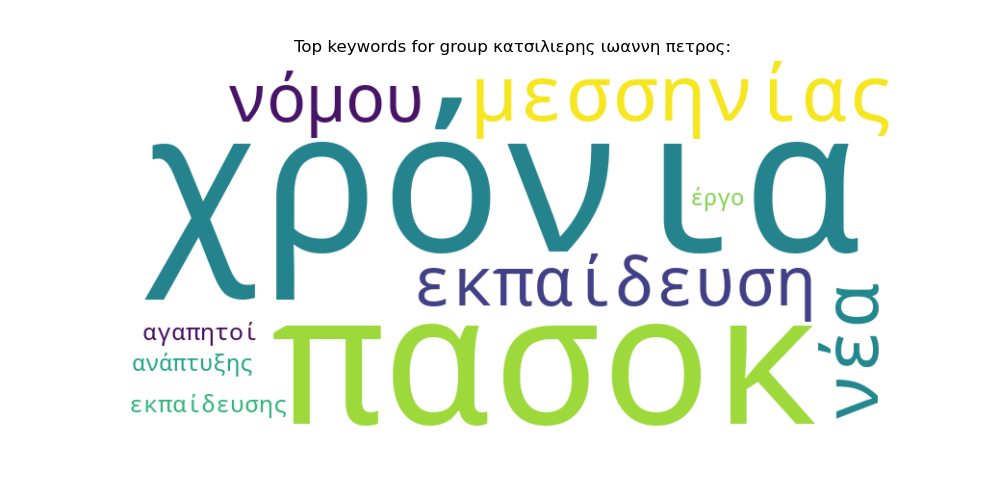 Top keywords for group κατσιλιερης ιωαννη πετρος:
νόμου
μεσσηνίας
χρόνια
έργο
εκπαίδευση
νέα
αγαπητοί
πασοκ
ανάπτυξης
εκπαίδευσης